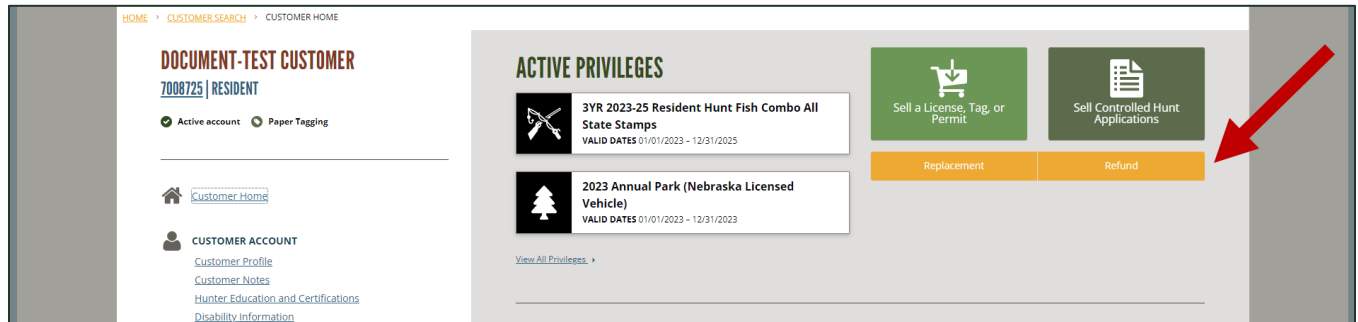 HOME > CUSTOMER SEARCH > CUSTOMER HOME
DOCUMENT-TEST CUSTOMER
7008725 | RESIDENT
Active account Paper Tagging
Customer Home
CUSTOMER ACCOUNT
Customer Profile
Customer Notes
Hunter Education and Certifications
Disability Information
ACTIVE PRIVILEGES
3YR 2023-25 Resident Hunt Fish Combo All
State Stamps
VALID DATES 01/01/2023 – 12/31/2025
2023 Annual Park (Nebraska Licensed
Vehicle)
VALID DATES 01/01/2023 – 12/31/2023
View All Privileges
Sell a License, Tag, or
Permit
Sell Controlled Hunt
Applications
Replacement
Refund